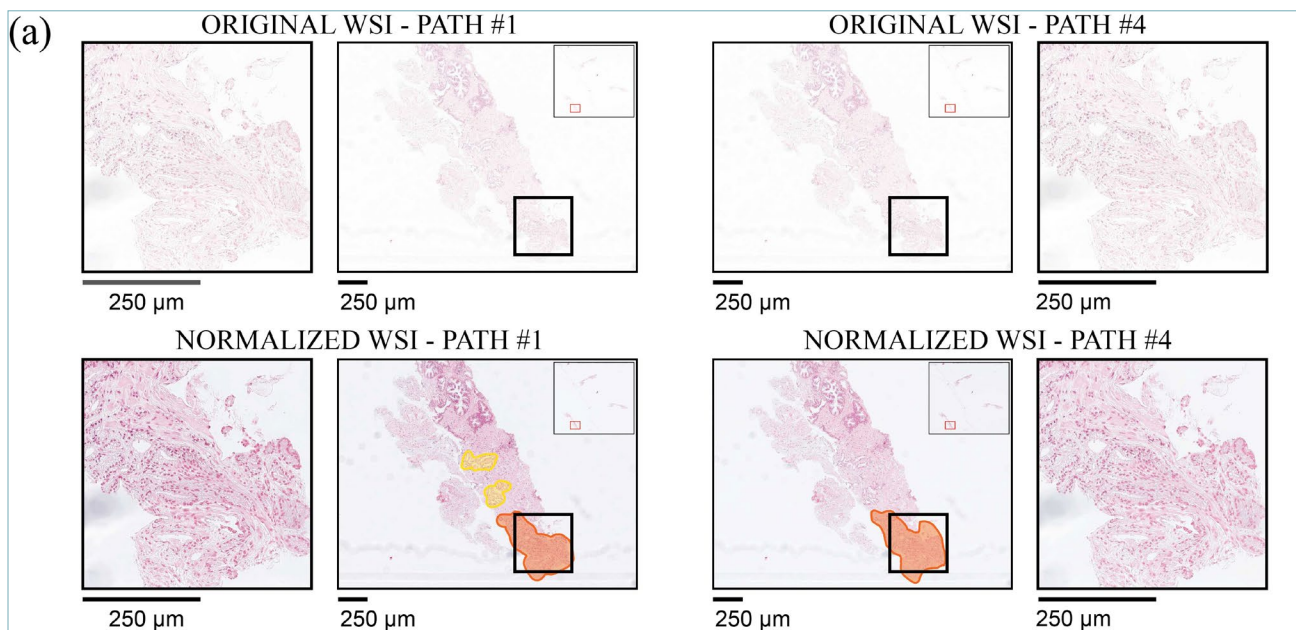 (a)
ORIGINAL WSI - PATH #1
ORIGINAL WSI - PATH #4
250 µm
250 µm
250 µm
250 µm
NORMALIZED WSI - PATH #1
NORMALIZED WSI - PATH #4
250 µm
250 µm
250 µm
250 µm